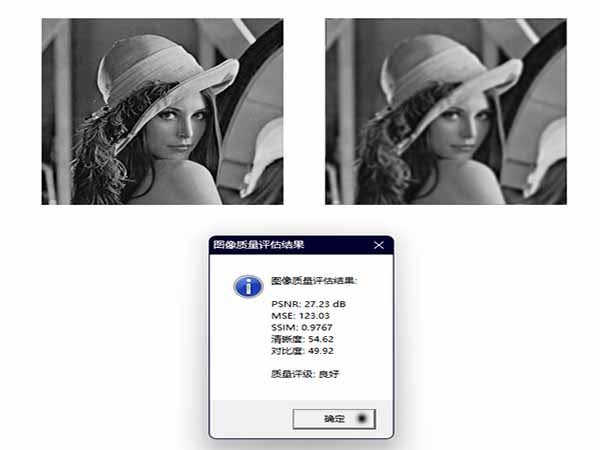 图像质量评估结果
图像质量评估结果:
PSNR: 27.23 dB
MSE: 123.03
SSIM: 0.9767
清晰度: 54.62
对比度: 49.92
质量评级: 良好
确定